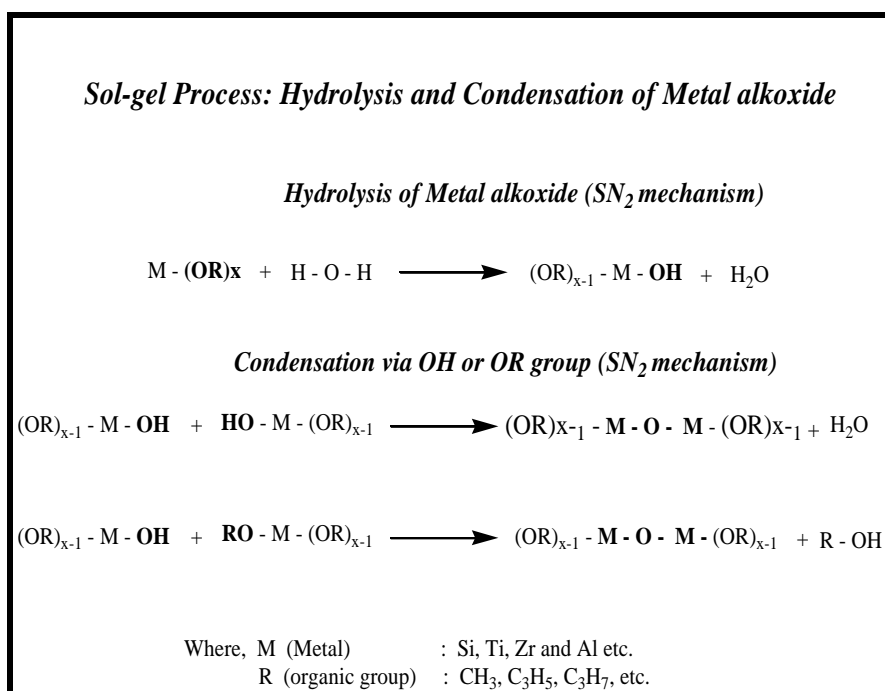 Sol-gel Process: Hydrolysis and Condensation of Metal alkoxide
Hydrolysis of Metal alkoxide (SN₂ mechanism)
M - (OR)x + H - O - H ⟶ (OR)ₓ₋₁ - M - OH + H₂O
Condensation via OH or OR group (SN₂ mechanism)
(OR)ₓ₋₁ - M - OH + HO - M - (OR)ₓ₋₁ ⟶ (OR)x-₁ - M - O - M - (OR)x-₁ + H₂O
(OR)ₓ₋₁ - M - OH + RO - M - (OR)ₓ₋₁ ⟶ (OR)ₓ₋₁ - M - O - M - (OR)ₓ₋₁ + R - OH
Where, M (Metal) : Si, Ti, Zr and Al etc.
R (organic group) : CH₃, C₃H₅, C₃H₇, etc.